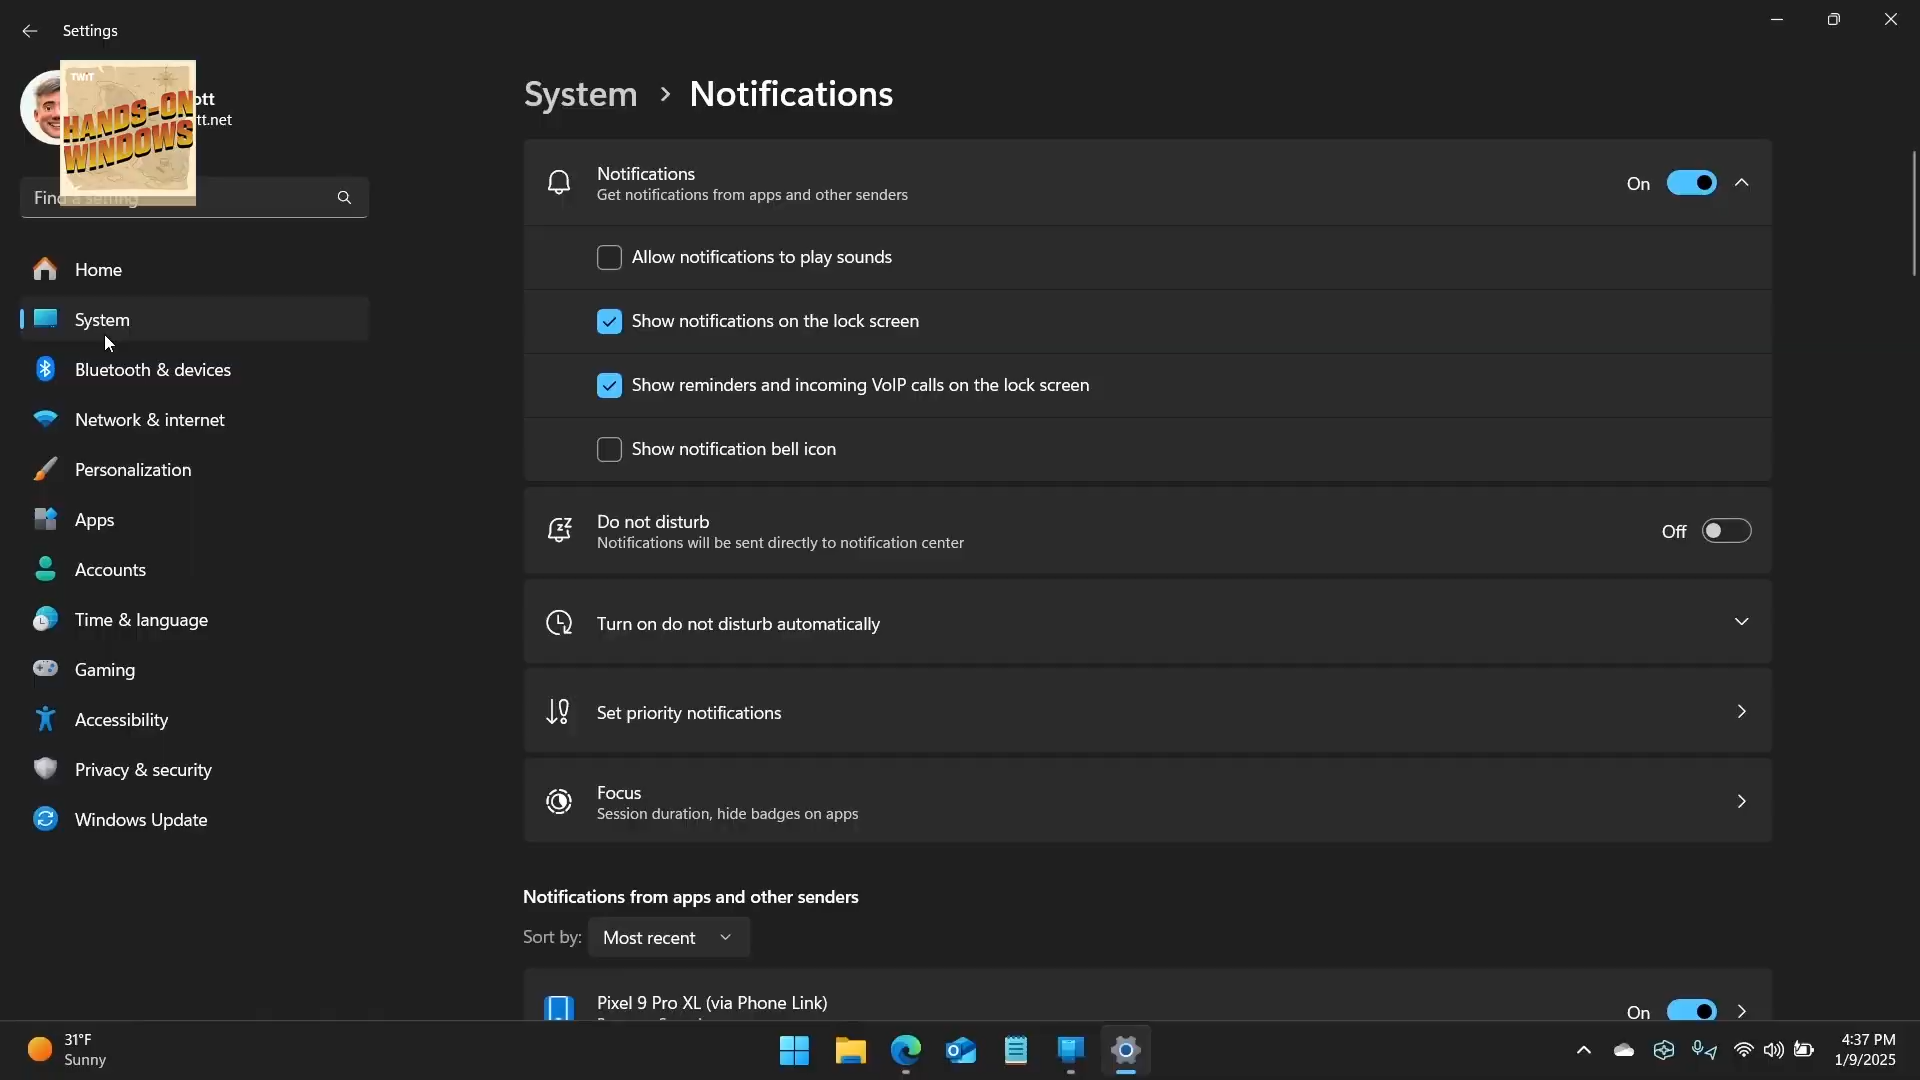 Settings
TWiT
HANDS-ON
WINDOWS
ott
tt.net
Find a setting
Home
System
Bluetooth & devices
Network & internet
Personalization
Apps
Accounts
Time & language
Gaming
Accessibility
Privacy & security
Windows Update
System > Notifications
Notifications
Get notifications from apps and other senders
On
Allow notifications to play sounds
Show notifications on the lock screen
Show reminders and incoming VoIP calls on the lock screen
Show notification bell icon
Do not disturb
Notifications will be sent directly to notification center
Off
Turn on do not disturb automatically
Set priority notifications
Focus
Session duration, hide badges on apps
Notifications from apps and other senders
Sort by: Most recent
Pixel 9 Pro XL (via Phone Link)
On
31°F
Sunny
4:37 PM
1/9/2025